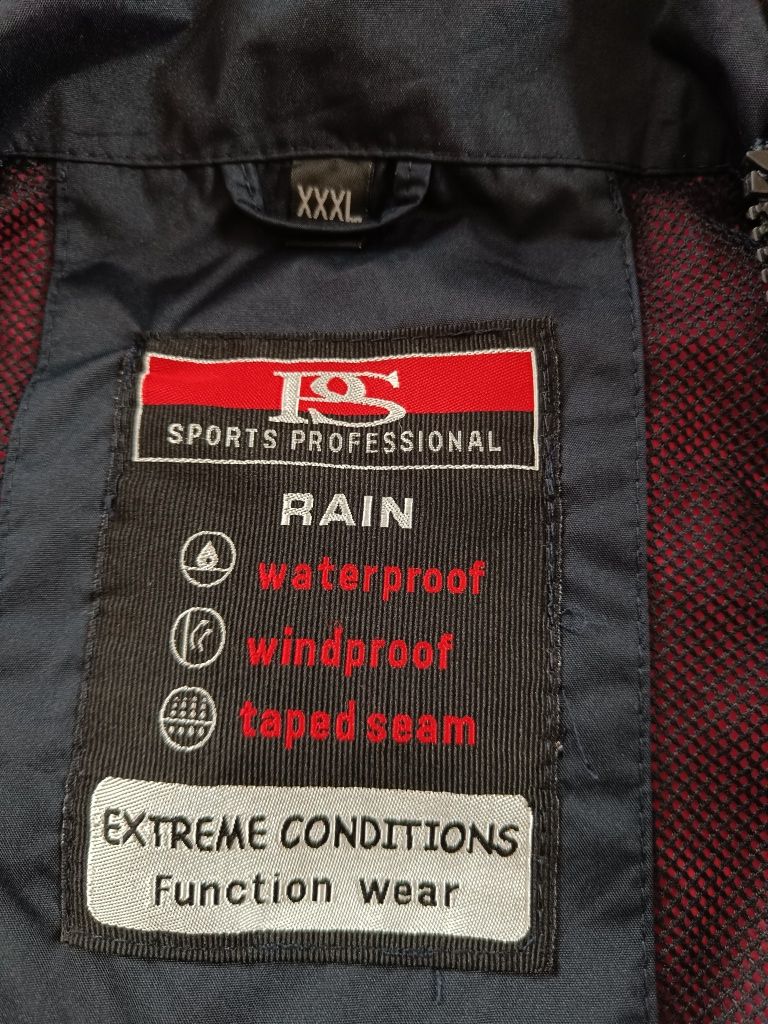 XXXL
PS
SPORTS PROFESSIONAL
RAIN
waterproof
windproof
taped seam
EXTREME CONDITIONS
Function wear